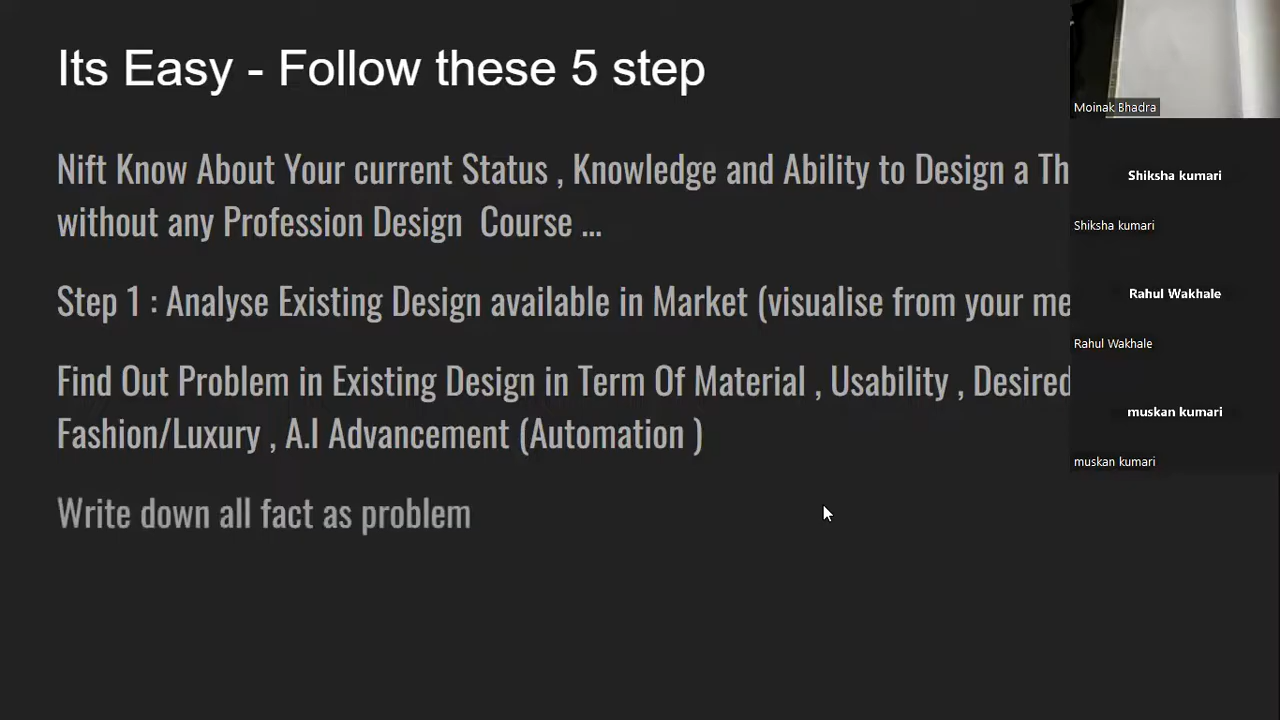 Its Easy - Follow these 5 step
Nift Know About Your current Status , Knowledge and Ability to Design a
without any Profession Design Course ...
Step 1 : Analyse Existing Design available in Market (visualise from your
Find Out Problem in Existing Design in Term Of Material , Usability , Desired
Fashion/Luxury , A.I Advancement (Automation )
Write down all fact as problem
Moinak Bhadra
Shiksha kumari
Shiksha kumari
Rahul Wakhale
Rahul Wakhale
muskan kumari
muskan kumari